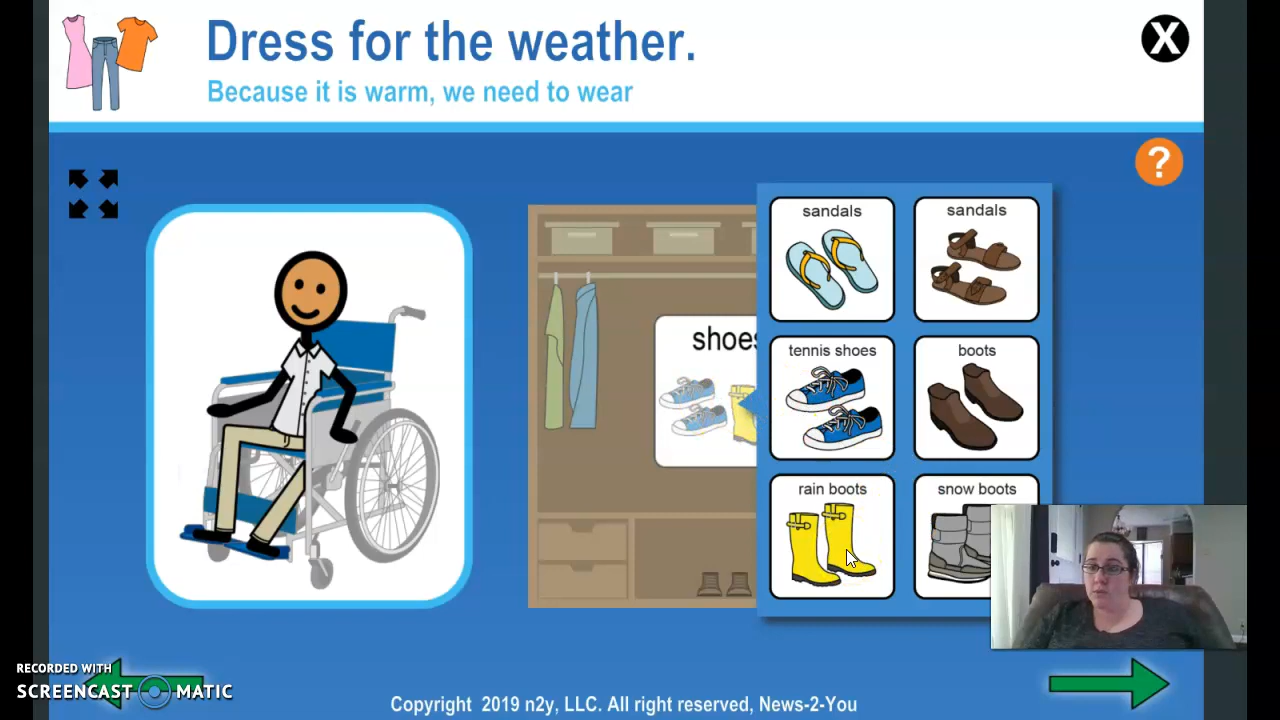 Dress for the weather.
X
Because it is warm, we need to wear
?
sandals
sandals
shoes
tennis shoes
boots
rain boots
snow boots
RECORDED WITH
SCREENCAST MATIC
Copyright 2019 n2y, LLC. All right reserved, News-2-You